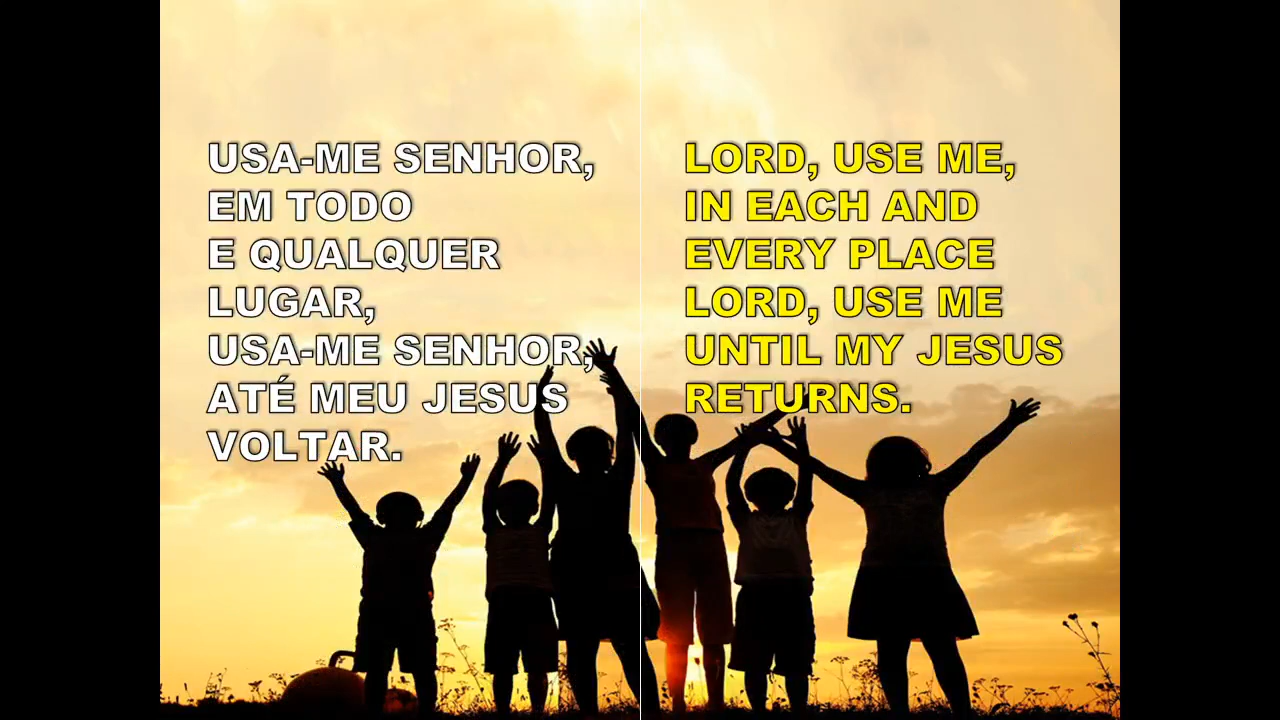 USA-ME SENHOR,
EM TODO
E QUALQUER
LUGAR,
USA-ME SENHOR,
ATÉ MEU JESUS
VOLTAR.
LORD, USE ME,
IN EACH AND
EVERY PLACE
LORD, USE ME
UNTIL MY JESUS
RETURNS.